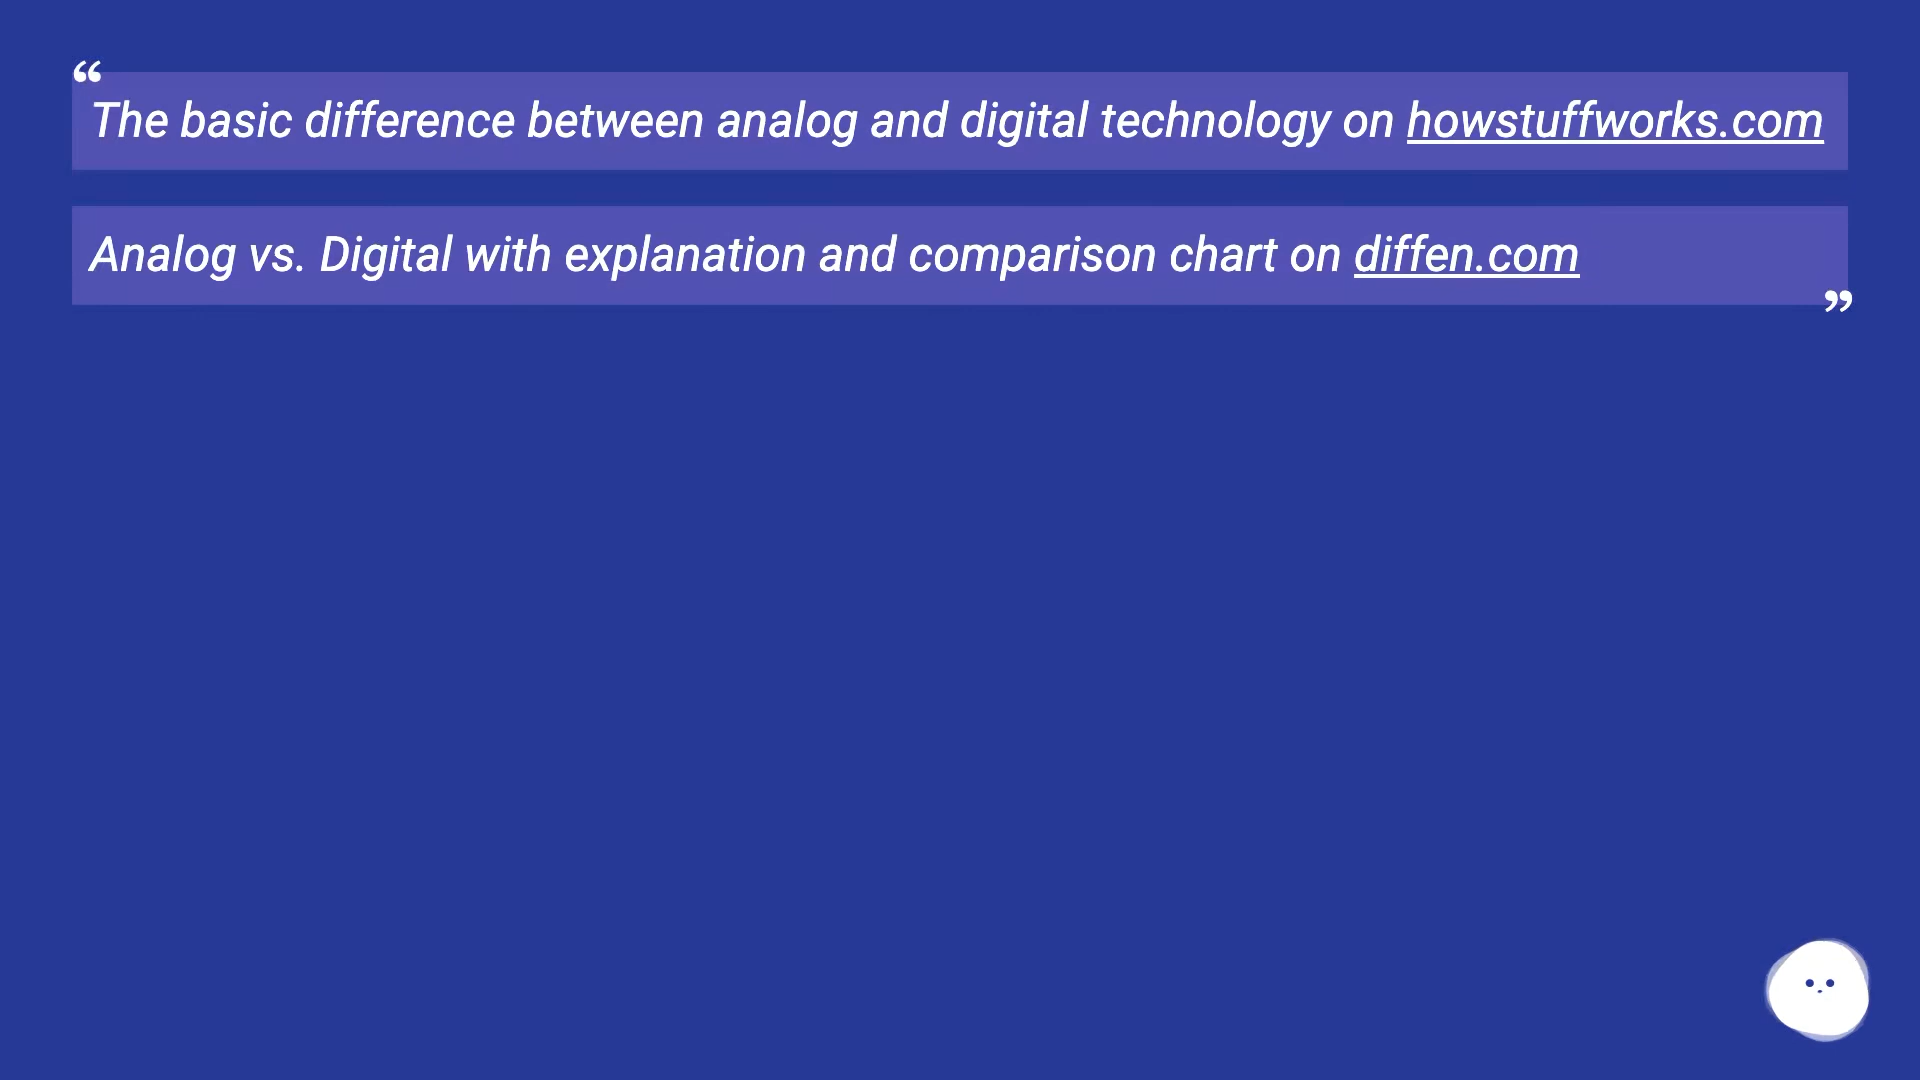 “
The basic difference between analog and digital technology on howstuffworks.com
Analog vs. Digital with explanation and comparison chart on diffen.com
”